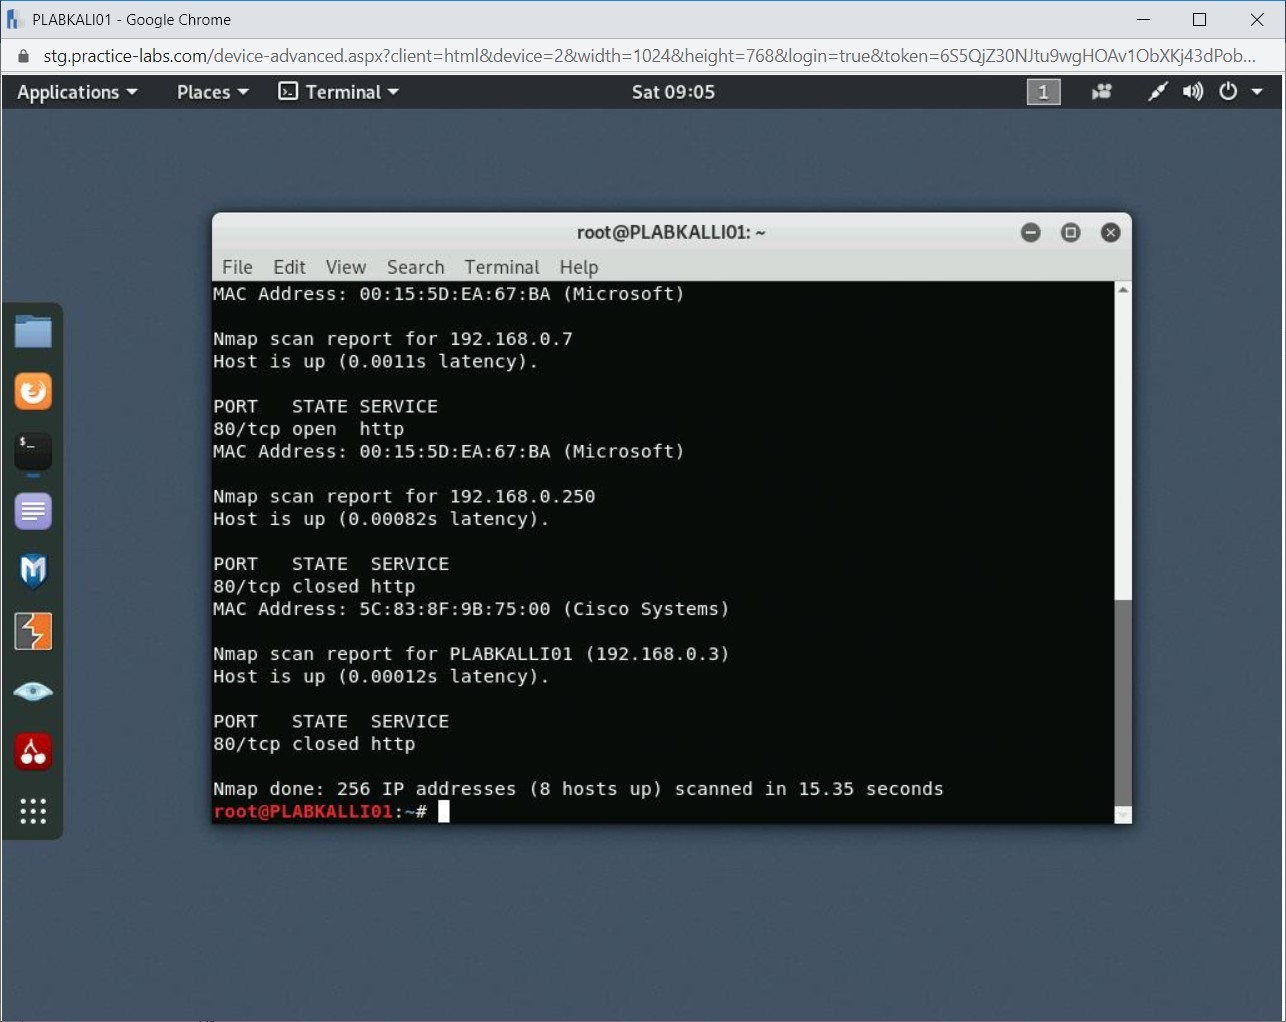 PLABKALI01 - Google Chrome
stg.practice-labs.com/device-advanced.aspx?client=html&device=2&width=1024&height=768&login=true&token=6S5QjZ30NJtu9wgHOAv1ObXKj43dPob...
Applications Places Terminal Sat 09:05 1
root@PLABKALLI01: ~
File Edit View Search Terminal Help
MAC Address: 00:15:5D:EA:67:BA (Microsoft)
Nmap scan report for 192.168.0.7
Host is up (0.0011s latency).
PORT STATE SERVICE
80/tcp open http
MAC Address: 00:15:5D:EA:67:BA (Microsoft)
Nmap scan report for 192.168.0.250
Host is up (0.00082s latency).
PORT STATE SERVICE
80/tcp closed http
MAC Address: 5C:83:8F:9B:75:00 (Cisco Systems)
Nmap scan report for PLABKALLI01 (192.168.0.3)
Host is up (0.00012s latency).
PORT STATE SERVICE
80/tcp closed http
Nmap done: 256 IP addresses (8 hosts up) scanned in 15.35 seconds
root@PLABKALLI01:~#
$_